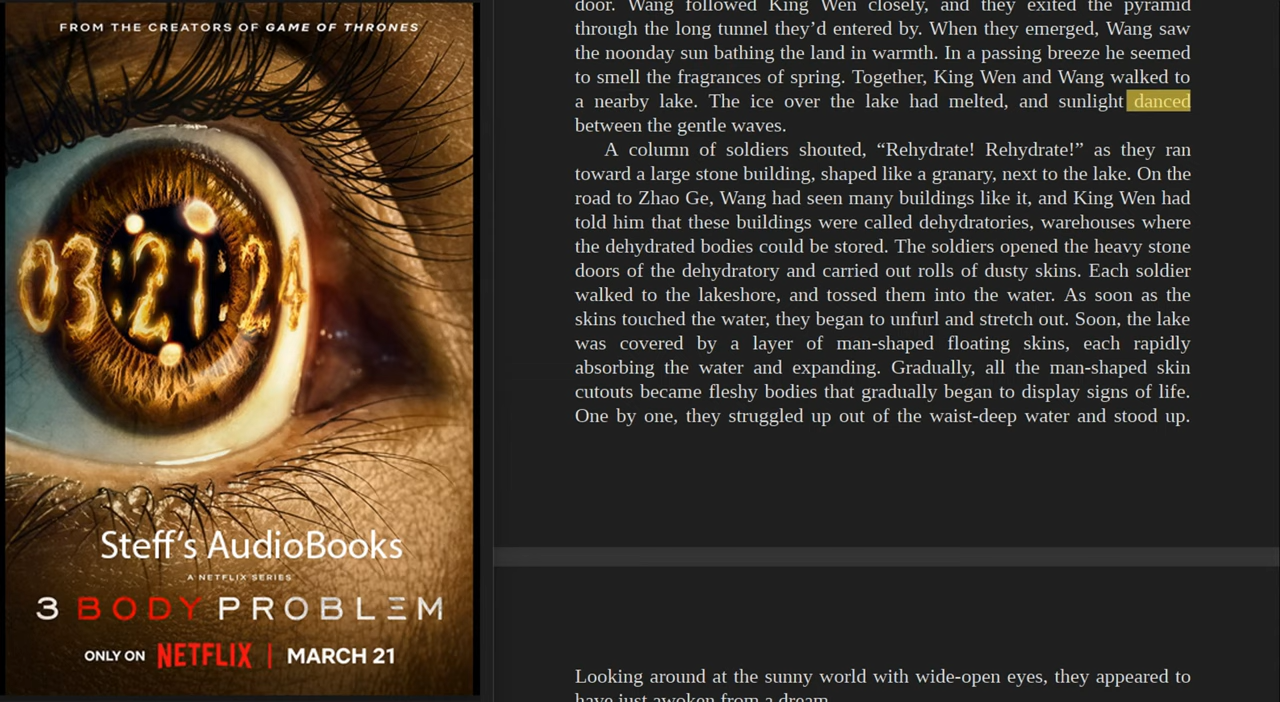 FROM THE CREATORS OF GAME OF THRONES
03:21:24
Steff's AudioBooks
A NETFLIX SERIES
3 BODY PROBLEM
ONLY ON NETFLIX | MARCH 21
door. Wang followed King Wen closely, and they exited the pyramid
through the long tunnel they’d entered by. When they emerged, Wang saw
the noonday sun bathing the land in warmth. In a passing breeze he seemed
to smell the fragrances of spring. Together, King Wen and Wang walked to
a nearby lake. The ice over the lake had melted, and sunlight danced
between the gentle waves.
A column of soldiers shouted, “Rehydrate! Rehydrate!” as they ran
toward a large stone building, shaped like a granary, next to the lake. On the
road to Zhao Ge, Wang had seen many buildings like it, and King Wen had
told him that these buildings were called dehydratories, warehouses where
the dehydrated bodies could be stored. The soldiers opened the heavy stone
doors of the dehydratory and carried out rolls of dusty skins. Each soldier
walked to the lakeshore, and tossed them into the water. As soon as the
skins touched the water, they began to unfurl and stretch out. Soon, the lake
was covered by a layer of man-shaped floating skins, each rapidly
absorbing the water and expanding. Gradually, all the man-shaped skin
cutouts became fleshy bodies that gradually began to display signs of life.
One by one, they struggled up out of the waist-deep water and stood up.
Looking around at the sunny world with wide-open eyes, they appeared to
have just awoken from a dream.